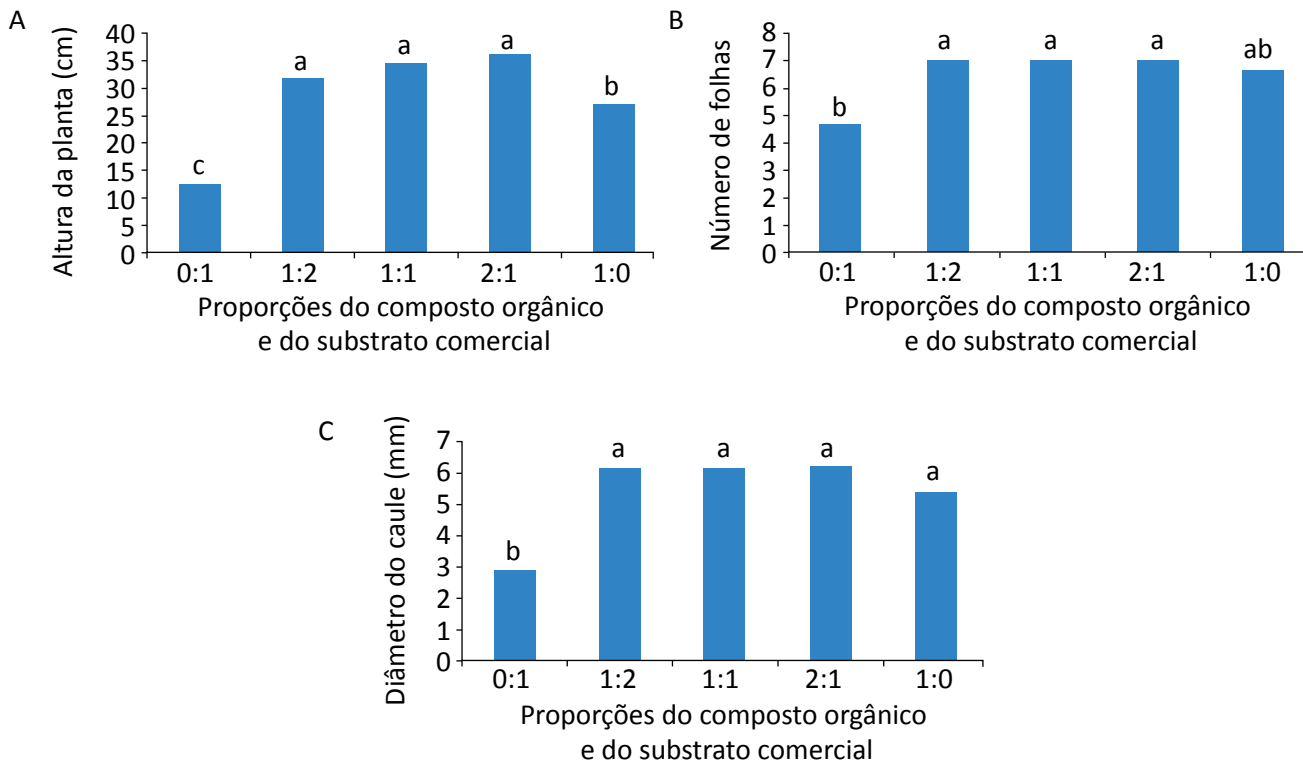 A
Altura da planta (cm)
40
35
30
25
20
15
10
5
0
c
a
a
a
b
0:1
1:2
1:1
2:1
1:0
Proporções do composto orgânico
e do substrato comercial
B
Número de folhas
8
7
6
5
4
3
2
1
0
b
a
a
a
ab
0:1
1:2
1:1
2:1
1:0
Proporções do composto orgânico
e do substrato comercial
C
Diâmetro do caule (mm)
7
6
5
4
3
2
1
0
b
a
a
a
a
0:1
1:2
1:1
2:1
1:0
Proporções do composto orgânico
e do substrato comercial